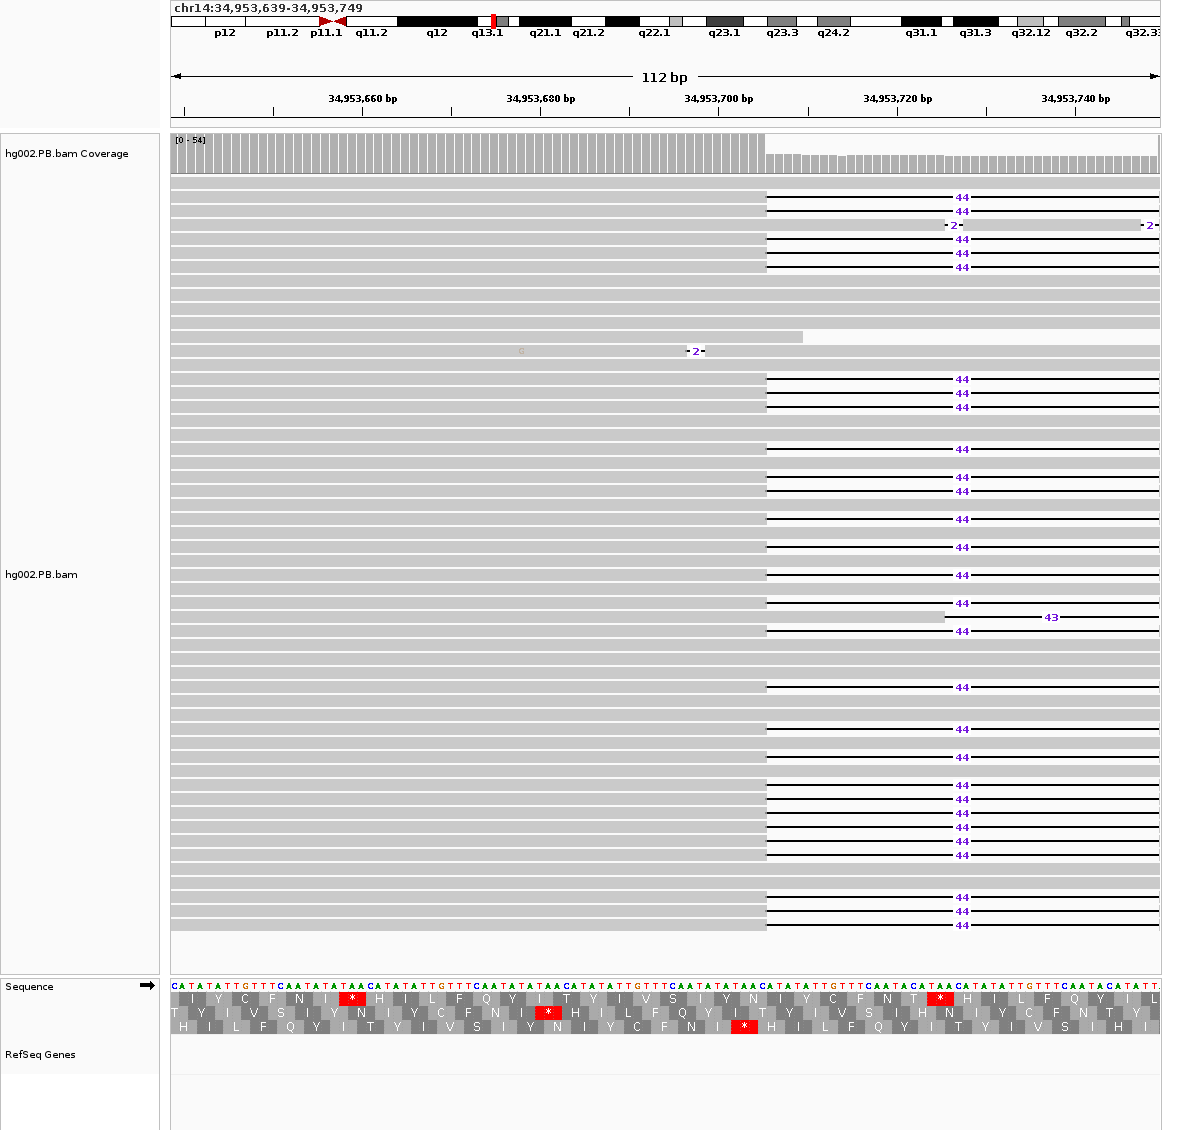 chr14:34,953,639-34,953,749
p12 p11.2 p11.1 q11.2 q12 q13.1 q21.1 q21.2 q22.1 q23.1 q23.3 q24.2 q31.1 q31.3 q32.12 q32.2 q32.33
112 bp
34,953,660 bp 34,953,680 bp 34,953,700 bp 34,953,720 bp 34,953,740 bp
[0 - 54]
hg002.PB.bam Coverage
44
44
2 2
44
44
44
G 2
44
44
44
44
44
44
44
44
hg002.PB.bam 44
44
43
44
44
44
44
44
44
44
44
44
44
44
44
44
Sequence CATATATTGTTTCAATATATAACATATATTGTTTCAATATATAACATATATTGTTTCAATATATAACATATATTGTTTCAATACATAACATATATTGTTTCAATACATATT.
I Y C F N I * H I L F Q Y I T Y I V S I Y N I Y C F N T * H I L F Q Y I L
T Y I V S I Y N I Y C F N I * H I L F Q Y I T Y I V S I H N I Y C F N T Y
H I L F Q Y I T Y I V S I Y N I Y C F N I * H I L F Q Y I T Y I V S I H I
RefSeq Genes